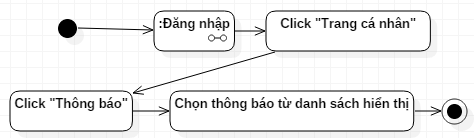 :Đăng nhập
Click "Trang cá nhân"
Click "Thông báo"
Chọn thông báo từ danh sách hiển thị